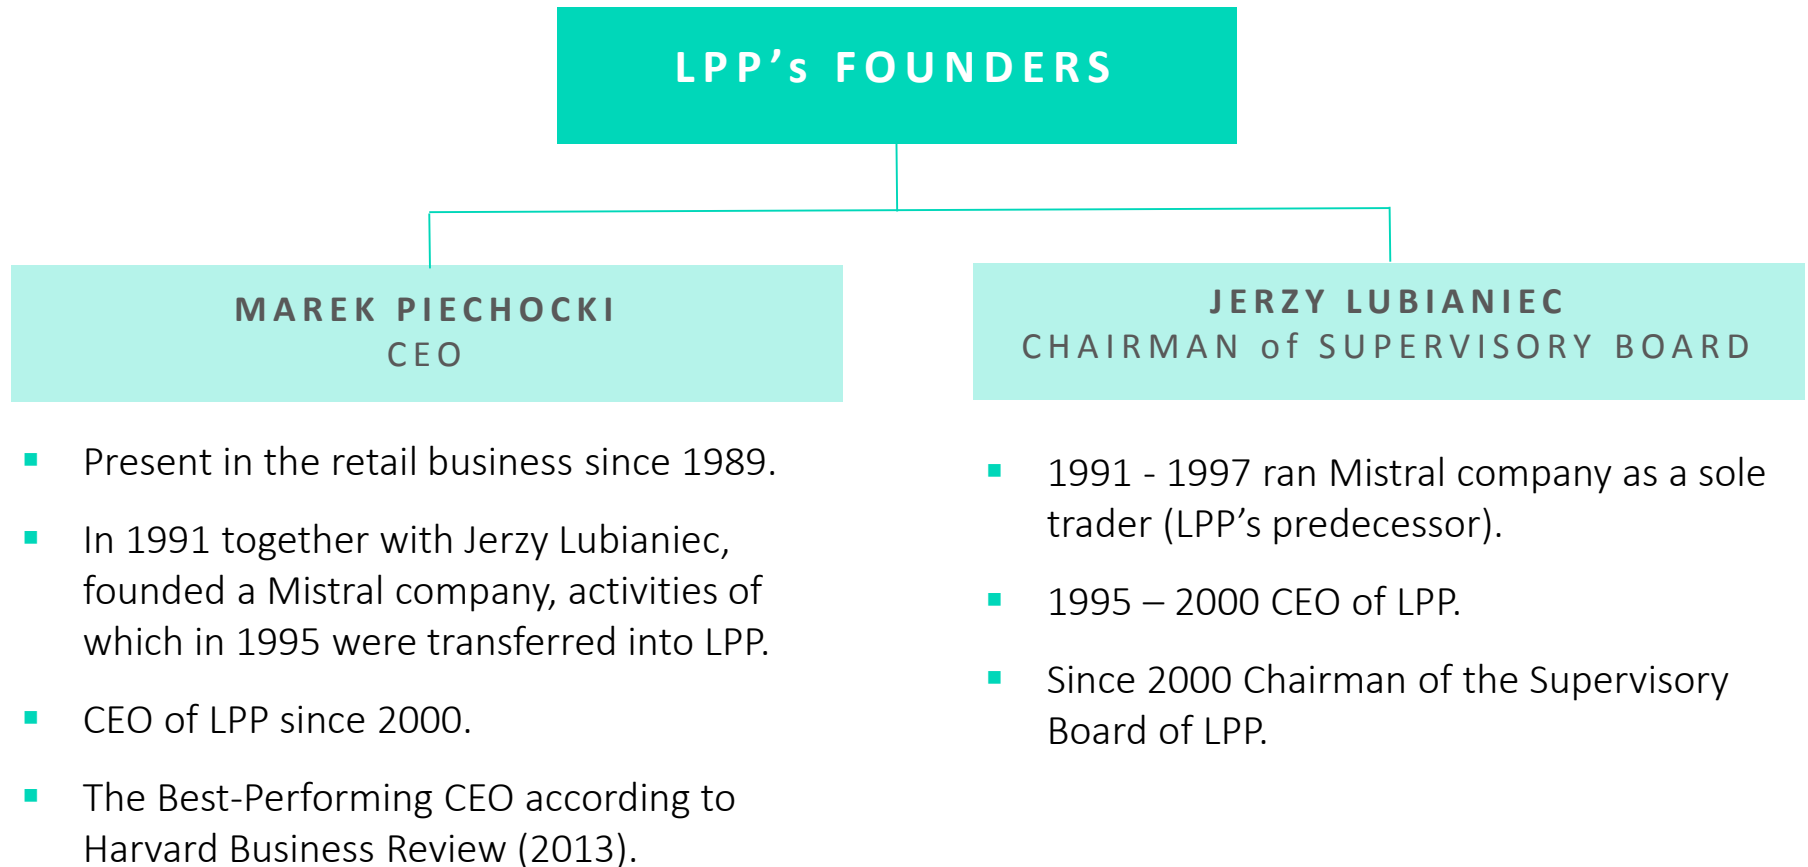 LPP’s FOUNDERS
MAREK PIECHOCKI
CEO
▪ Present in the retail business since 1989.
▪ In 1991 together with Jerzy Lubianiec,
founded a Mistral company, activities of
which in 1995 were transferred into LPP.
▪ CEO of LPP since 2000.
▪ The Best-Performing CEO according to
Harvard Business Review (2013).
JERZY LUBIANIEC
CHAIRMAN of SUPERVISORY BOARD
▪ 1991 - 1997 ran Mistral company as a sole
trader (LPP’s predecessor).
▪ 1995 – 2000 CEO of LPP.
▪ Since 2000 Chairman of the Supervisory
Board of LPP.